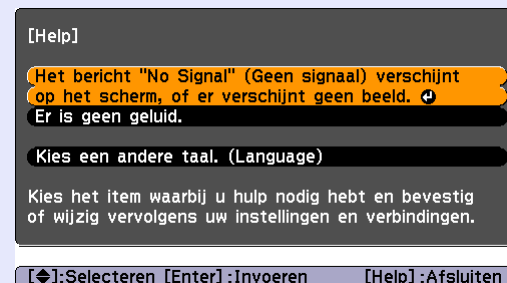 [Help]
Het bericht "No Signal" (Geen signaal) verschijnt
op het scherm, of er verschijnt geen beeld.
Er is geen geluid.
Kies een andere taal. (Language)
Kies het item waarbij u hulp nodig hebt en bevestig
of wijzig vervolgens uw instellingen en verbindingen.
[◆]:Selecteren [Enter]:Invoeren [Help]:Afsluiten